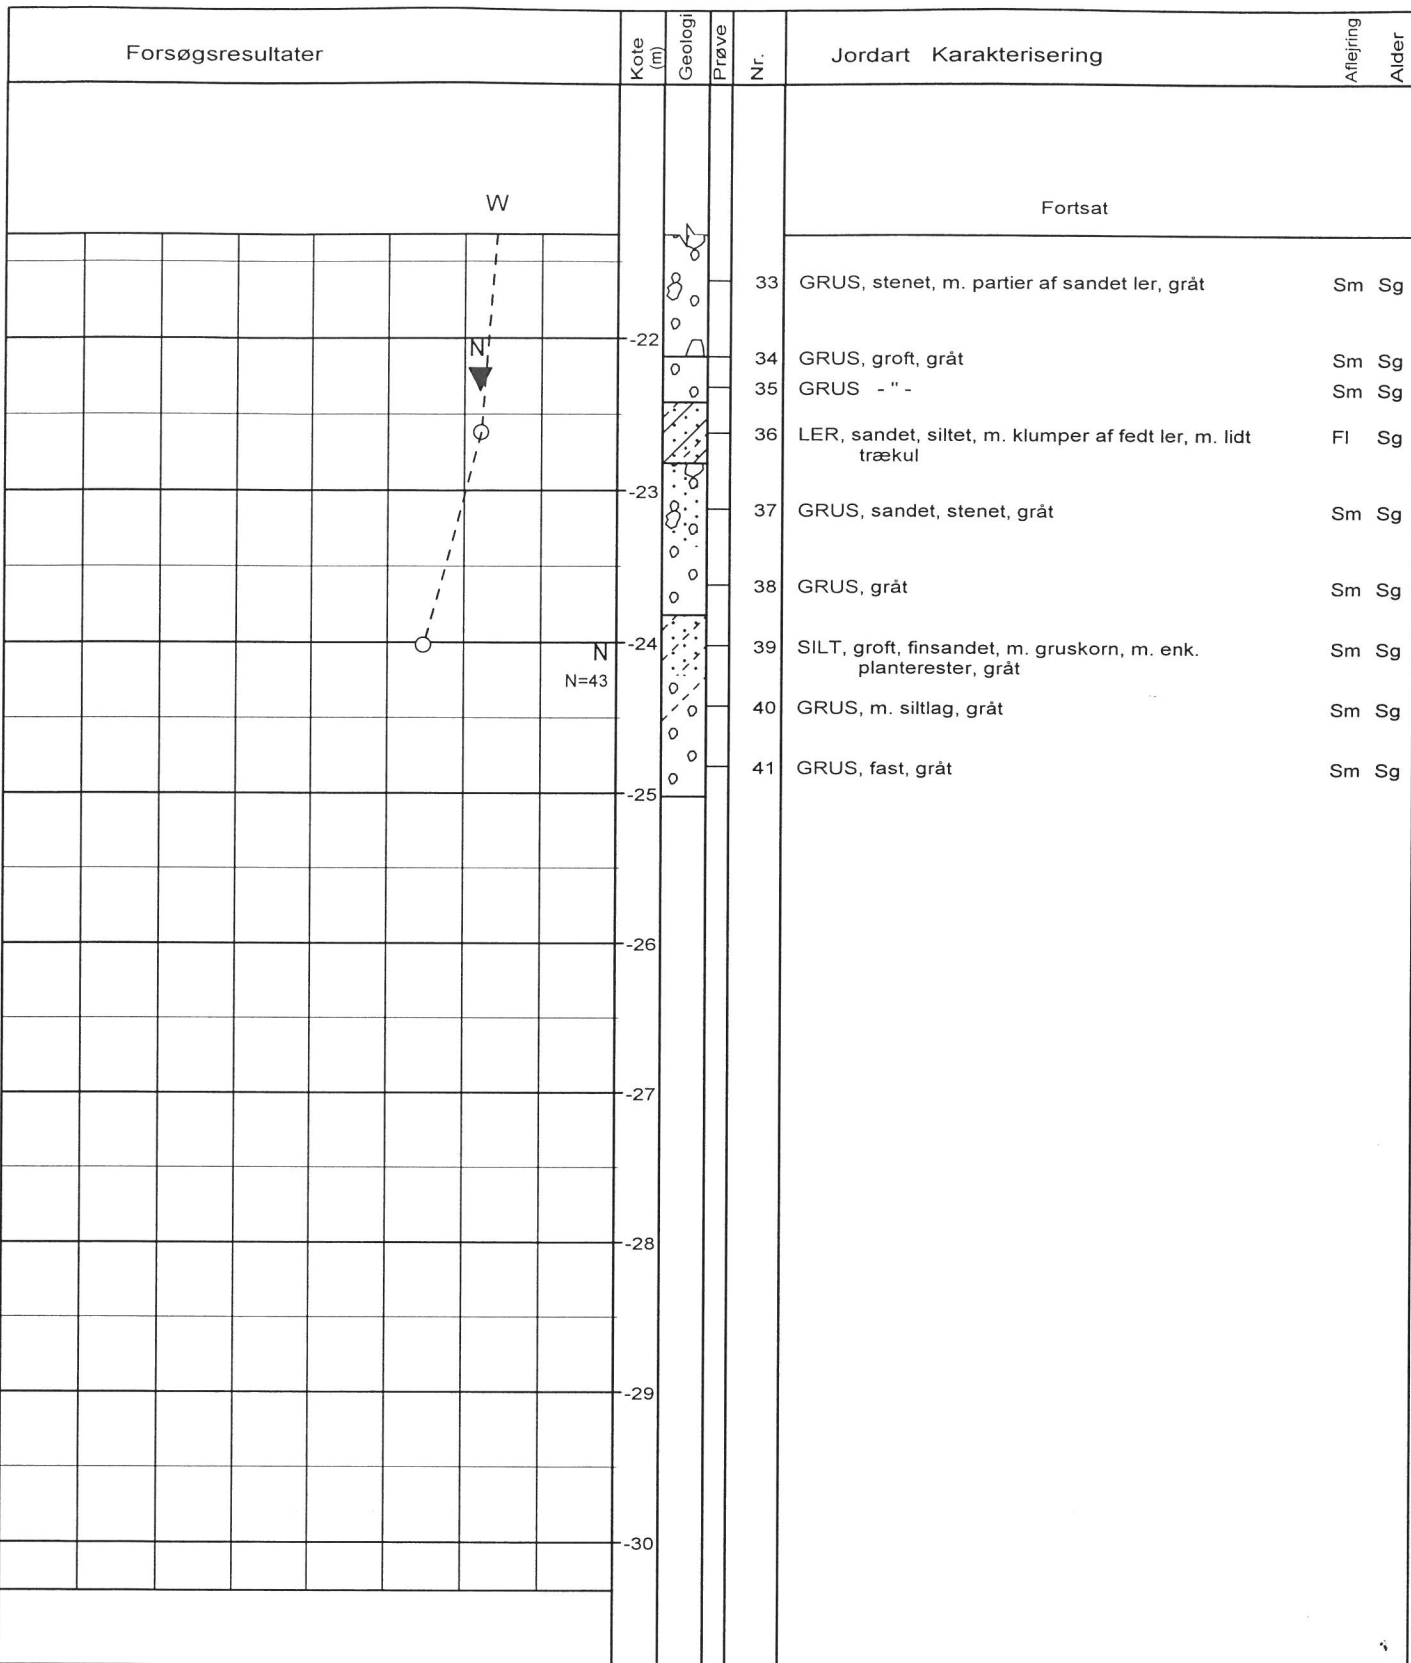 Forsøgsresultater
Kote (m)
Geologi
Prøve
Nr.
Jordart Karakterisering
Aflejring
Alder
W
Fortsat
33 GRUS, stenet, m. partier af sandet ler, gråt Sm Sg
-22
N
34 GRUS, groft, gråt Sm Sg
35 GRUS - " - Sm Sg
36 LER, sandet, siltet, m. klumper af fedt ler, m. lidt Fl Sg
trækul
-23
37 GRUS, sandet, stenet, gråt Sm Sg
38 GRUS, gråt Sm Sg
-24
N
39 SILT, groft, finsandet, m. gruskorn, m. enk. Sm Sg
planterester, gråt
N=43
40 GRUS, m. siltlag, gråt Sm Sg
41 GRUS, fast, gråt Sm Sg
-25
-26
-27
-28
-29
-30